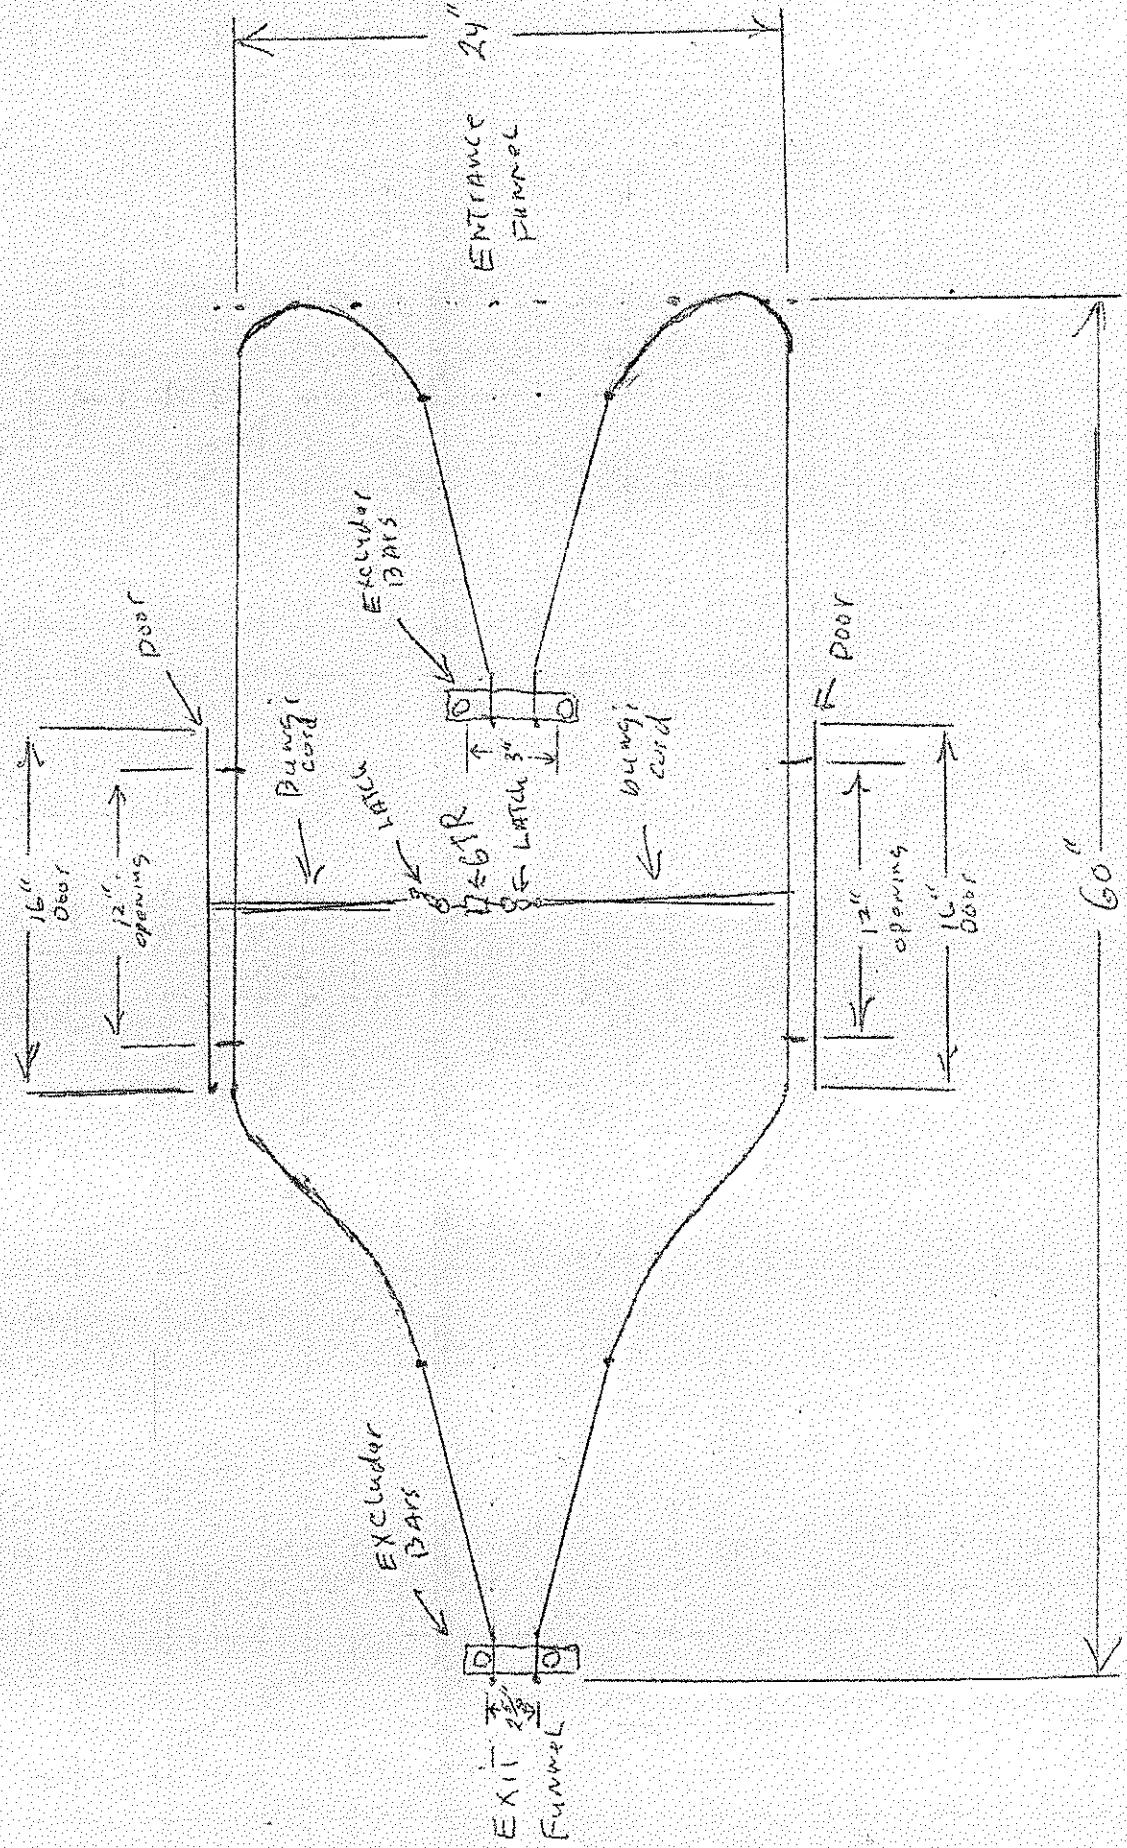 16"
Door
12"
opening
Door
Bungi
cord
LATCH
GTR
LATCH
3"
Excluder
BArs
ENTrANce
Funnel
24"
bungi
cord
Door
12"
opening
16"
Door
60"
Excluder
BArs
EXIT
Funnel